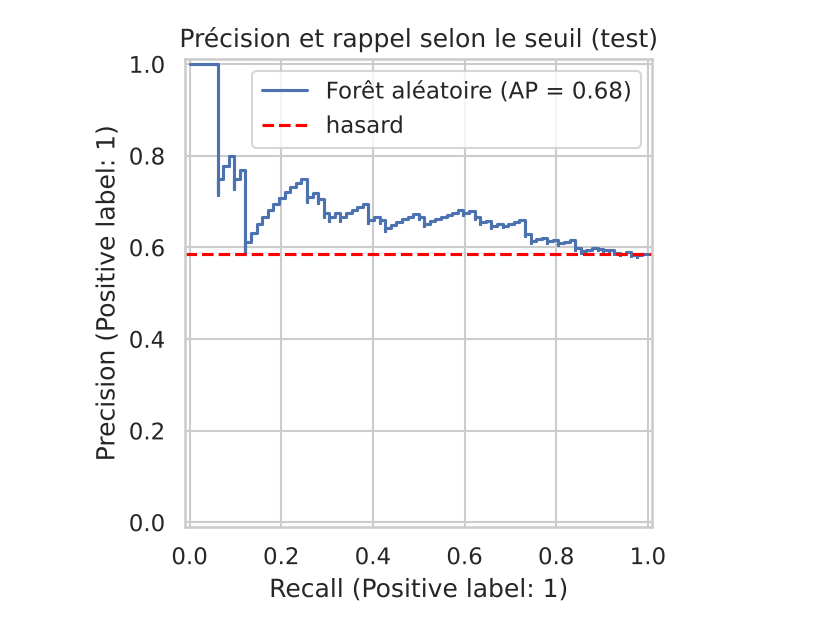 Précision et rappel selon le seuil (test)
Forêt aléatoire (AP = 0.68)
hasard
Precision (Positive label: 1)
1.0
0.8
0.6
0.4
0.2
0.0
0.0 0.2 0.4 0.6 0.8 1.0
Recall (Positive label: 1)